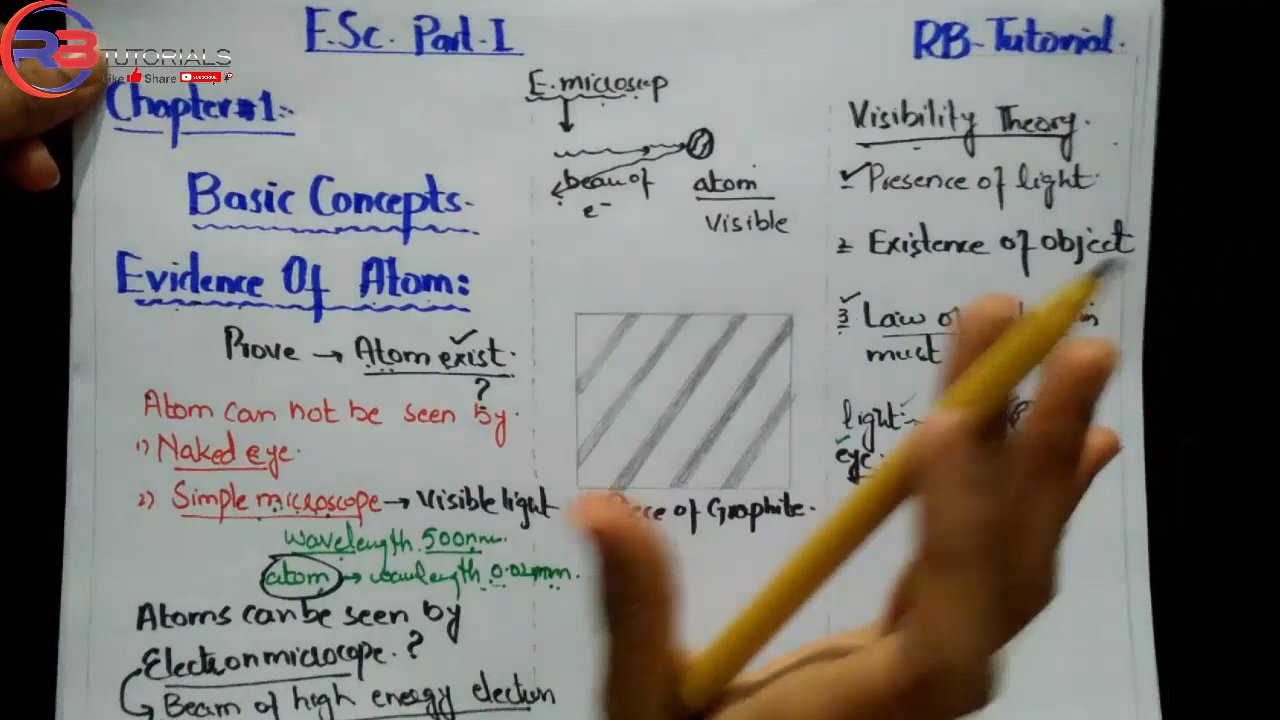 RB TUTORIALS
Like Share SUBSCRIBE
F.Sc. Part-I
RB-Tutorial.
Chapter#1:-
Basic Concepts.
Evidence Of Atom:
Prove → Atom exist.
?
Atom can not be seen by.
1) Naked eye.
2) Simple microscope → Visible light
wavelength 500nm.
atom → wavelength
Atoms can be seen by
Electron microscope. ?
Beam of high energy electron
E. microscop
beam of
e-
atom
Visible
Piece of Graphite.
Visibility Theory.
Presence of light.
2 Existence of object
3 Law of
must
light
eye.